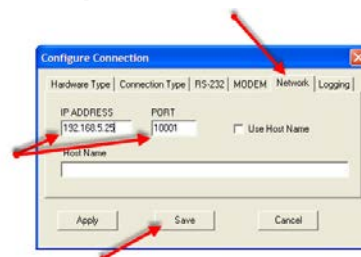 Configure Connection
Hardware Type Connection Type RS-232 MODEM Network Logging
IP ADDRESS PORT
192.168.5.25 10001 Use Host Name
Host Name
Apply Save Cancel